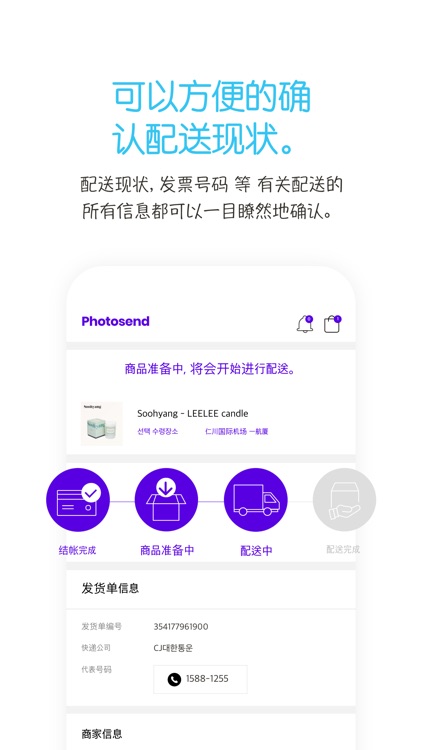 可以方便的确
认配送现状。
配送现状, 发票号码 等 有关配送的
所有信息都可以一目瞭然地确认。
Photosend
商品准备中, 将会开始进行配送。
Soohyang
Soohyang - LEELEE candle
선택 수령장소 仁川国际机场 一航厦
结帐完成 商品准备中 配送中 配送完成
发货单信息
发货单编号 354177961900
快递公司 CJ대한통운
代表号码 1588-1255
商家信息